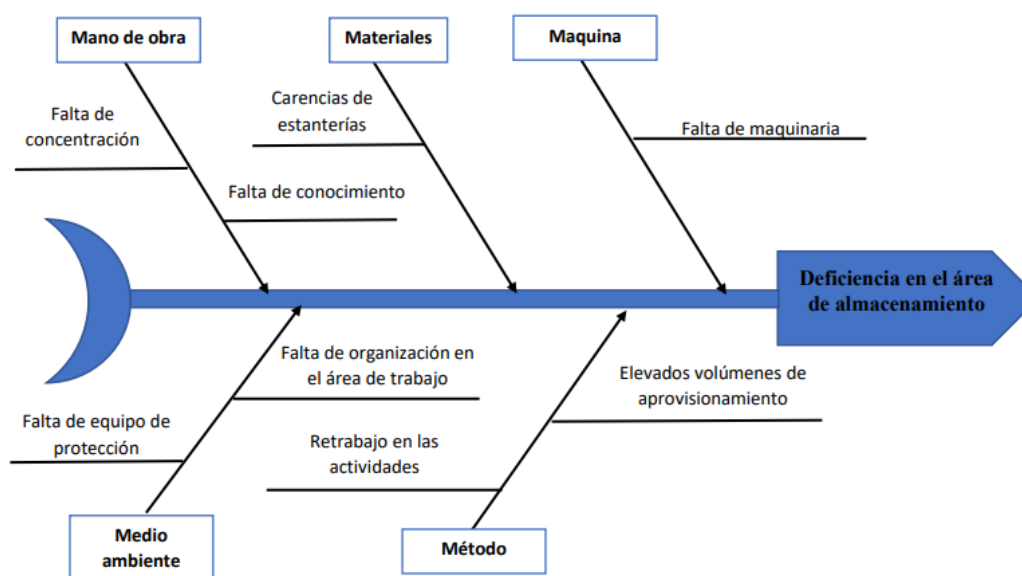 Mano de obra
Materiales
Maquina
Falta de
concentración
Carencias de
estanterías
Falta de maquinaria
Falta de conocimiento
Deficiencia en el área
de almacenamiento
Falta de organización en
el área de trabajo
Elevados volúmenes de
aprovisionamiento
Falta de equipo de
protección
Retrabajo en las
actividades
Medio
ambiente
Método